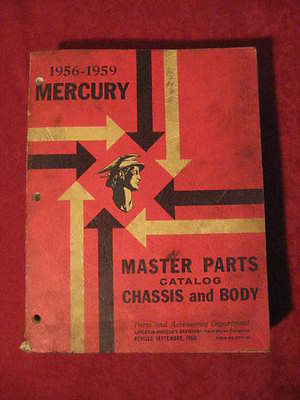 1956-1959
MERCURY
MASTER PARTS
CATALOG
CHASSIS and BODY
Parts and Accessories Department
REVISED SEPTEMBER, 1960